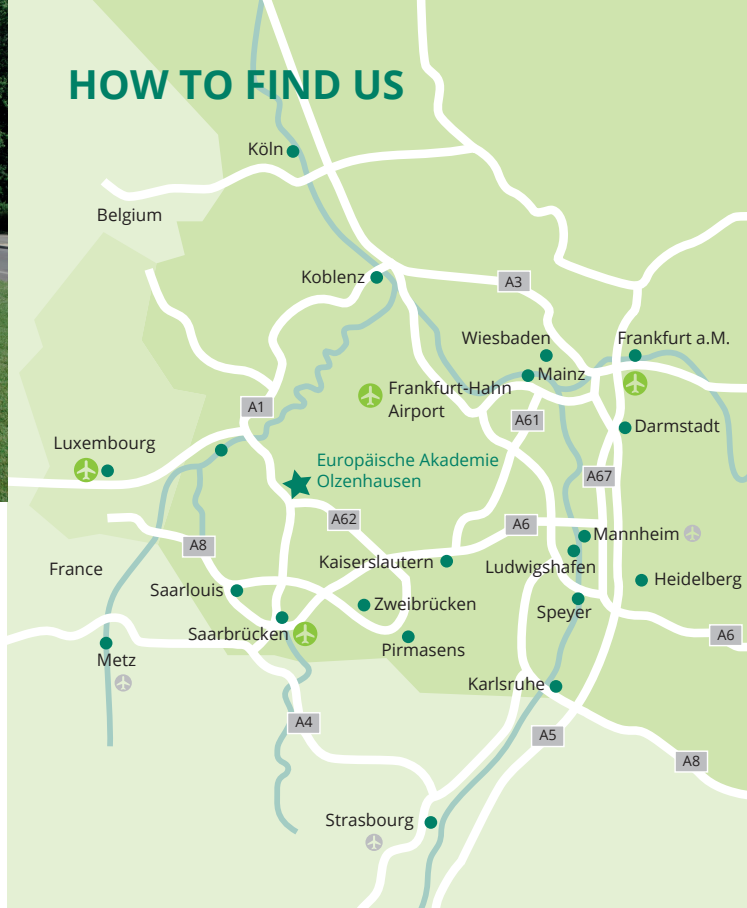 HOW TO FIND US
Köln
Belgium
Koblenz
A3
Wiesbaden
Frankfurt a.M.
Mainz
Frankfurt-Hahn
Airport
A1
A61
Darmstadt
Luxembourg
Europäische Akademie
Olzenhausen
A67
A62
A6
Mannheim
A8
Kaiserslautern
Ludwigshafen
France
Heidelberg
Saarlouis
Zweibrücken
Speyer
Saarbrücken
A6
Pirmasens
Metz
Karlsruhe
A4
A5
A8
Strasbourg